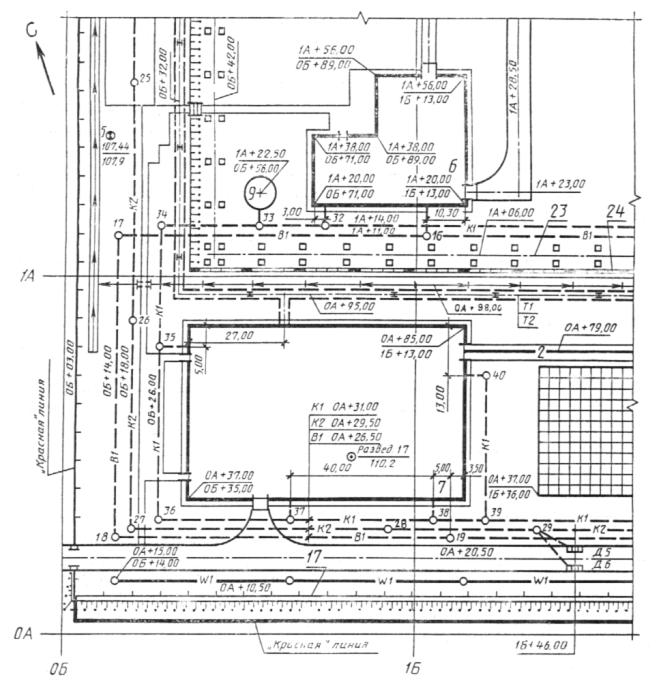 С
1А+56,00
0Б+89,00
25
0Б+32,00
0Б+42,00
1А+56,00
1Б+13,00
1А+28,50
5
107,44
107,9
К2
1А+22,50
0Б+56,00
9
1А+38,00
0Б+71,00
1А+38,00
0Б+89,00
6
1А+20,00
0Б+71,00
1А+20,00
1Б+13,00
1А+23,00
17
34
33
3,00
32
1А+14,00
1А+11,00
10,30
16
К1
В1
1А+06,00
23
24
В1
1А
0А+95,00
0А+98,00
Т1
Т2
26
К1
35
27,00
5,00
0А+85,00
1Б+13,00
0А+79,00
2
40
13,00
0Б+03,00
0Б+14,00
0Б+18,00
0Б+26,00
„Красная" линия
К1 0А+31,00
К2 0А+29,50
В1 0А+26,50
Развед 17
110,2
К1
К2
В1
К1
0А+37,00
0Б+35,00
40,00
5,00
3,50
7
0А+37,00
1Б+36,00
36
37
38
39
К1
К1
27
К2
28
29
К2
18
В1
19
0А+15,00
0Б+14,00
0А+20,50
Д5
Д6
17
W1
0А+10,50
W1
W1
0А
„Красная" линия
1Б+46,00
0Б
1Б